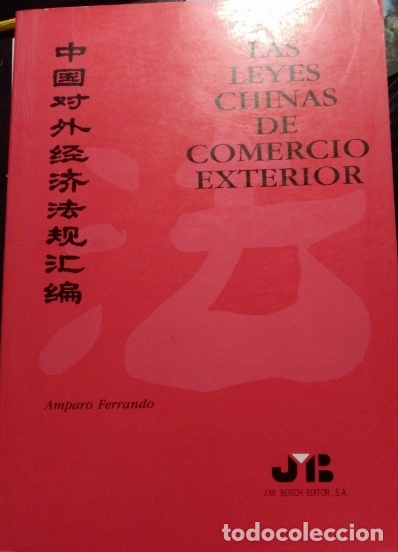 中国对外经济法规汇编
LAS
LEYES
CHINAS
DE
COMERCIO
EXTERIOR
法
Amparo Ferrando
JMB
J.M. BOSCH EDITOR, S.A.
todocoleccion